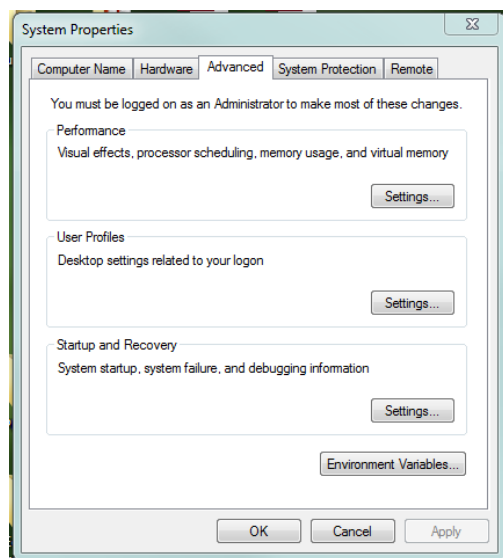 System Properties
Computer Name
Hardware
Advanced
System Protection
Remote
You must be logged on as an Administrator to make most of these changes.
Performance
Visual effects, processor scheduling, memory usage, and virtual memory
Settings...
User Profiles
Desktop settings related to your logon
Settings...
Startup and Recovery
System startup, system failure, and debugging information
Settings...
Environment Variables...
OK
Cancel
Apply